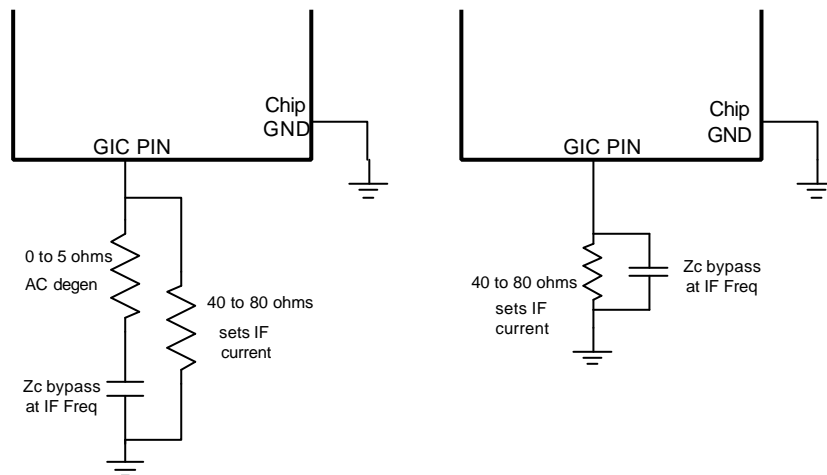 Chip
GND
GIC PIN
0 to 5 ohms
AC degen
40 to 80 ohms
sets IF
current
Zc bypass
at IF Freq
Chip
GND
GIC PIN
Zc bypass
at IF Freq
40 to 80 ohms
sets IF
current